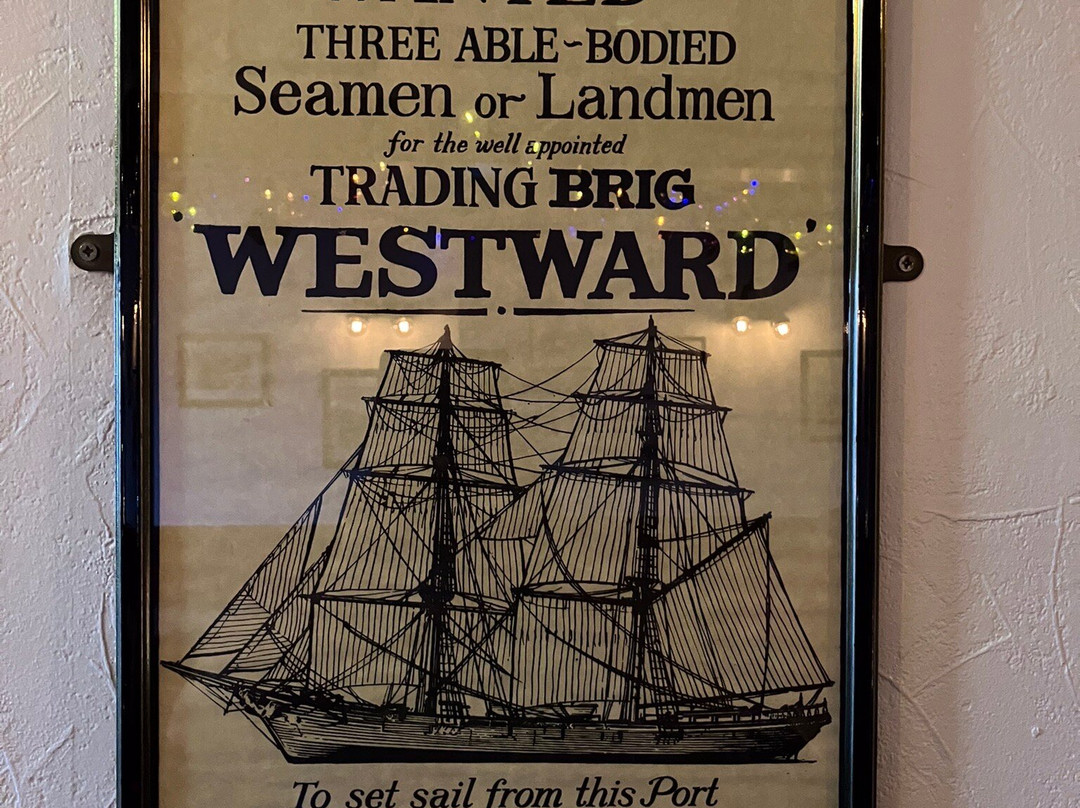 WANTED
THREE ABLE~BODIED
Seamen or Landmen
for the well appointed
TRADING BRIG
'WESTWARD'
To set sail from this Port